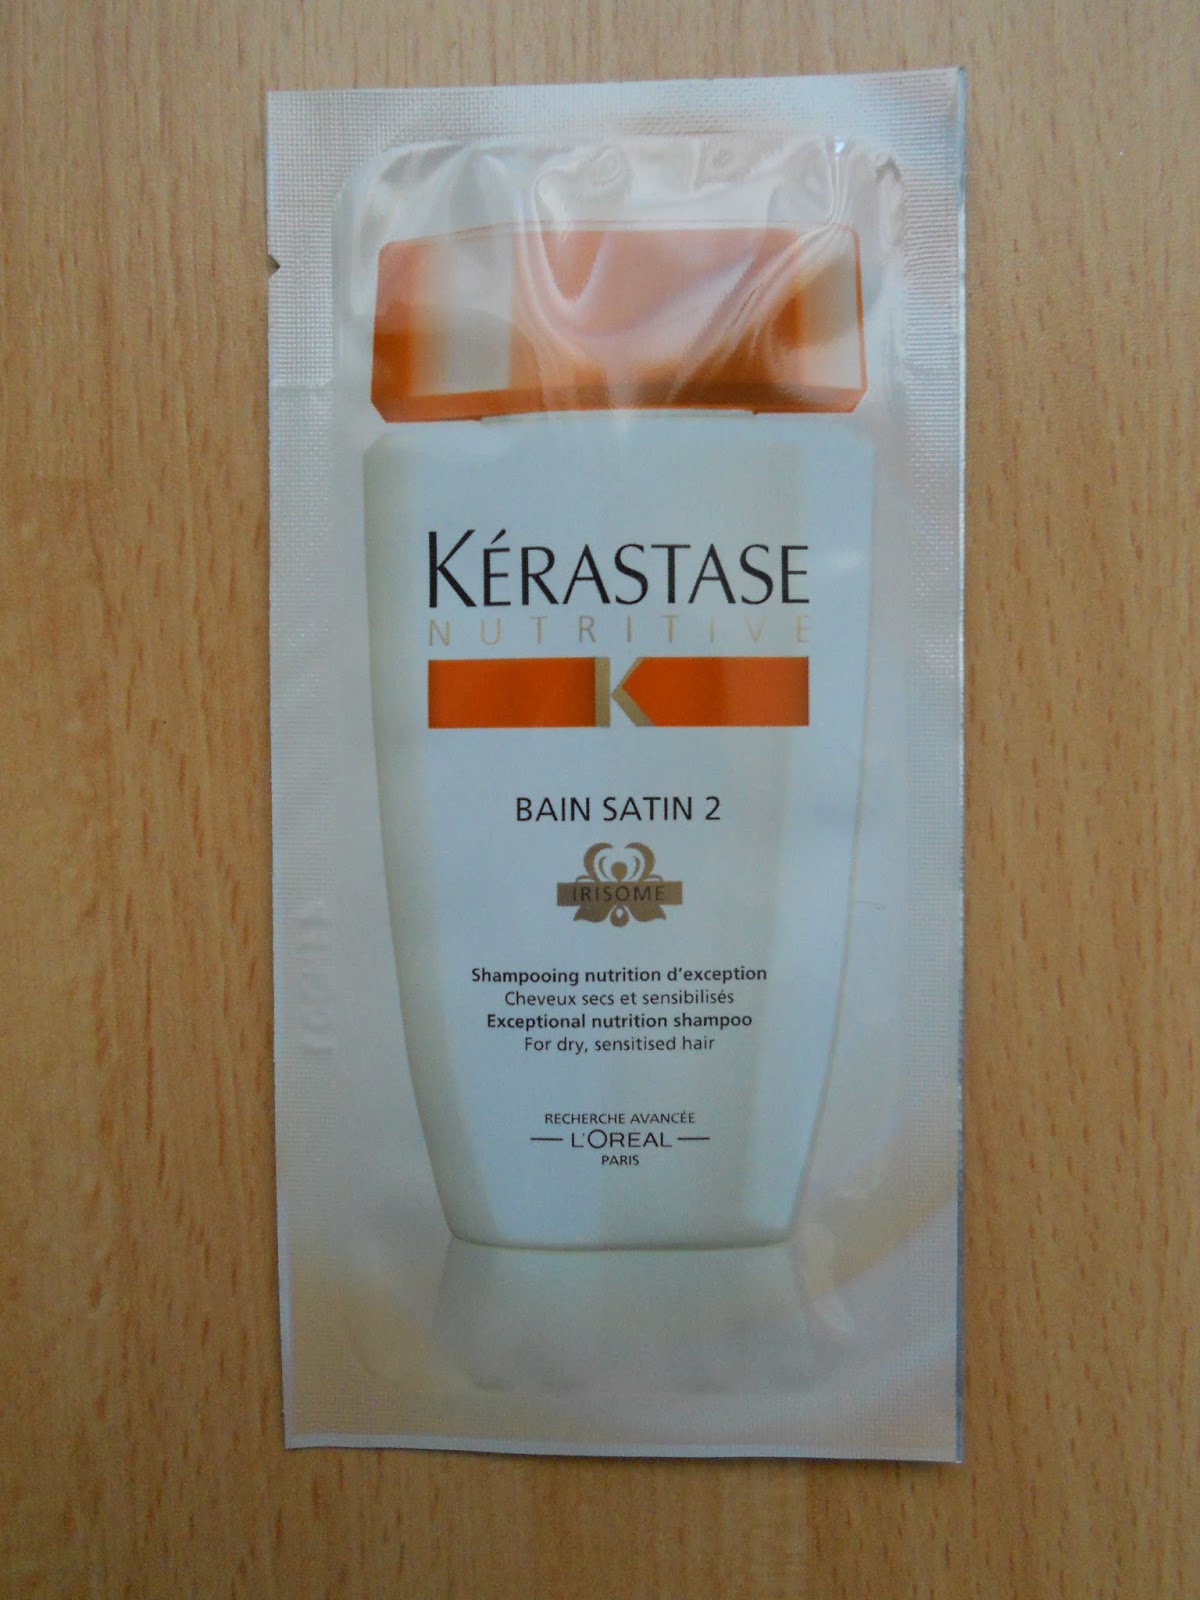 KÉRASTASE
NUTRITIVE
K
BAIN SATIN 2
IRISOME
Shampooing nutrition d'exception
Cheveux secs et sensibilisés
Exceptional nutrition shampoo
For dry, sensitised hair
RECHERCHE AVANCÉE
L'ORÉAL
PARIS